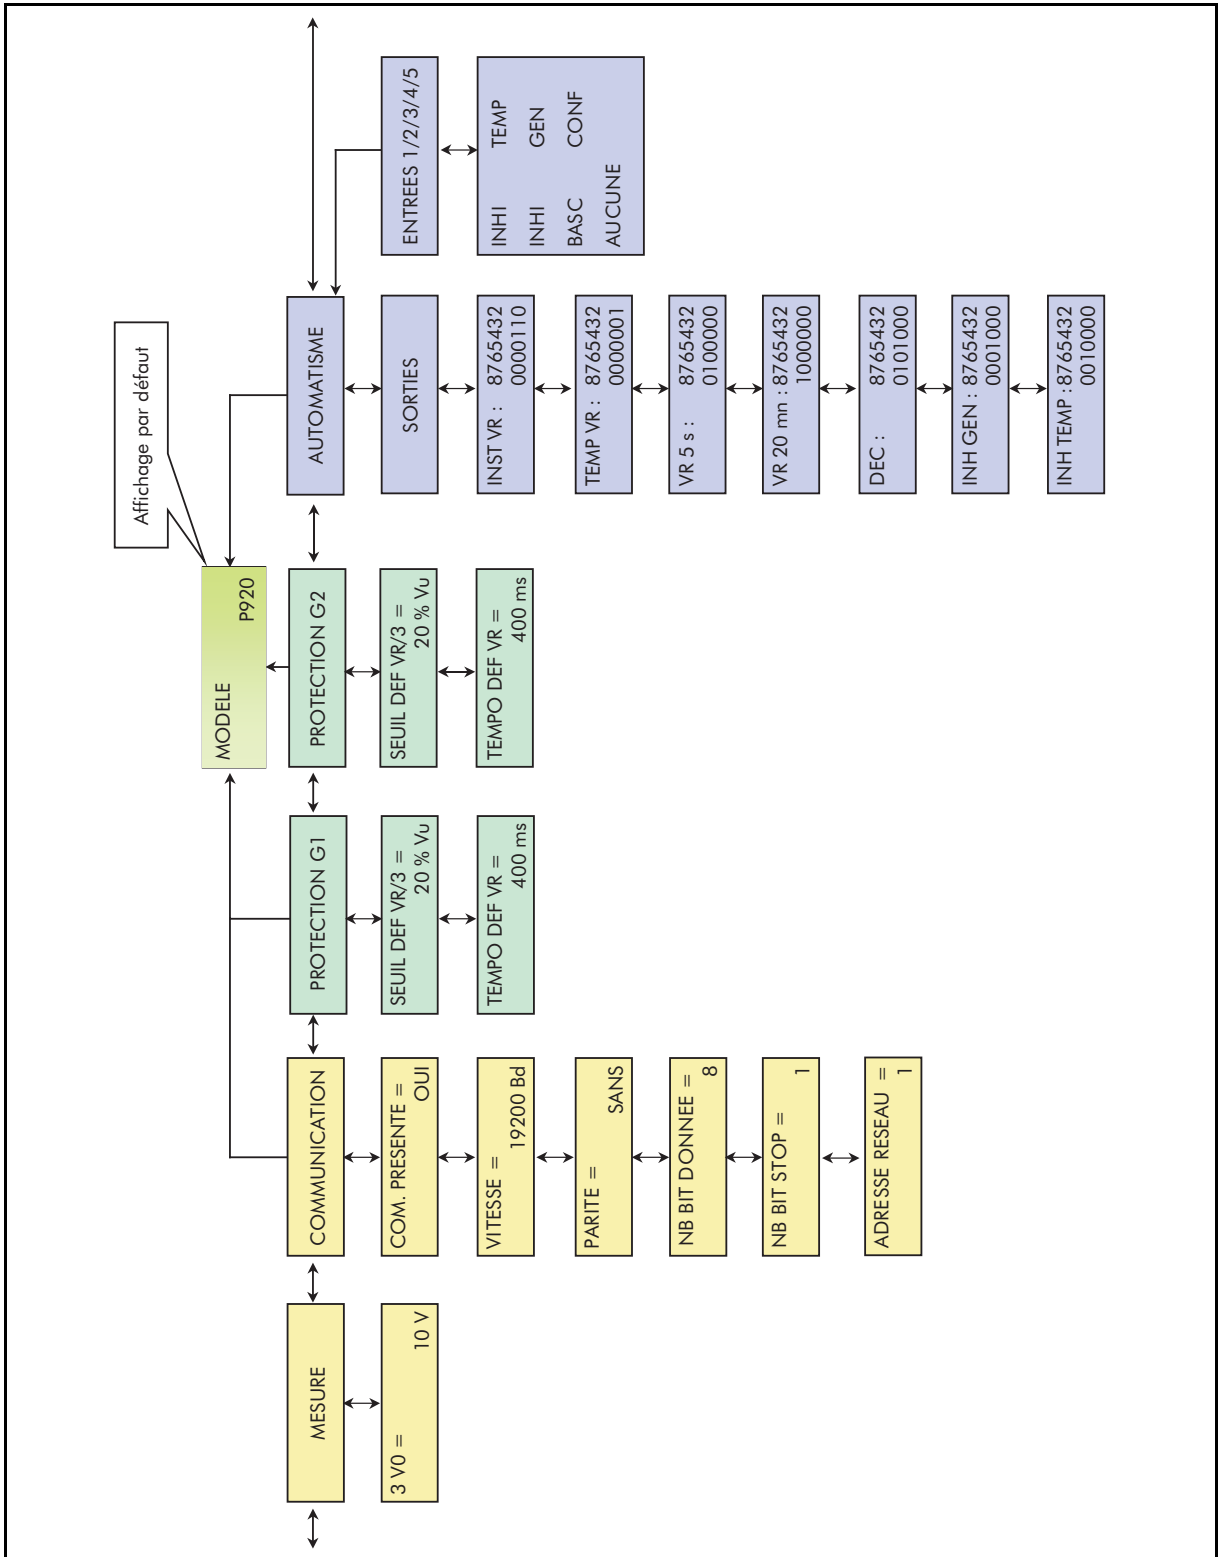 Affichage par défaut
MODELE
P920
MESURE
3 V0 =
10 V
COMMUNICATION
COM. PRESENTE =
OUI
VITESSE =
19200 Bd
PARITE =
SANS
NB BIT DONNEE =
8
NB BIT STOP =
1
ADRESSE RESEAU =
1
PROTECTION G1
SEUIL DEF VR/3 =
20 % Vu
TEMPO DEF VR =
400 ms
PROTECTION G2
SEUIL DEF VR/3 =
20 % Vu
TEMPO DEF VR =
400 ms
AUTOMATISME
SORTIES
INST VR : 8765432
0000110
TEMP VR : 8765432
0000001
VR 5 s : 8765432
0100000
VR 20 mn : 8765432
1000000
DEC : 8765432
0101000
INH GEN : 8765432
0001000
INH TEMP : 8765432
0010000
ENTREES 1/2/3/4/5
INHI TEMP
INHI GEN
BASC CONF
AUCUNE